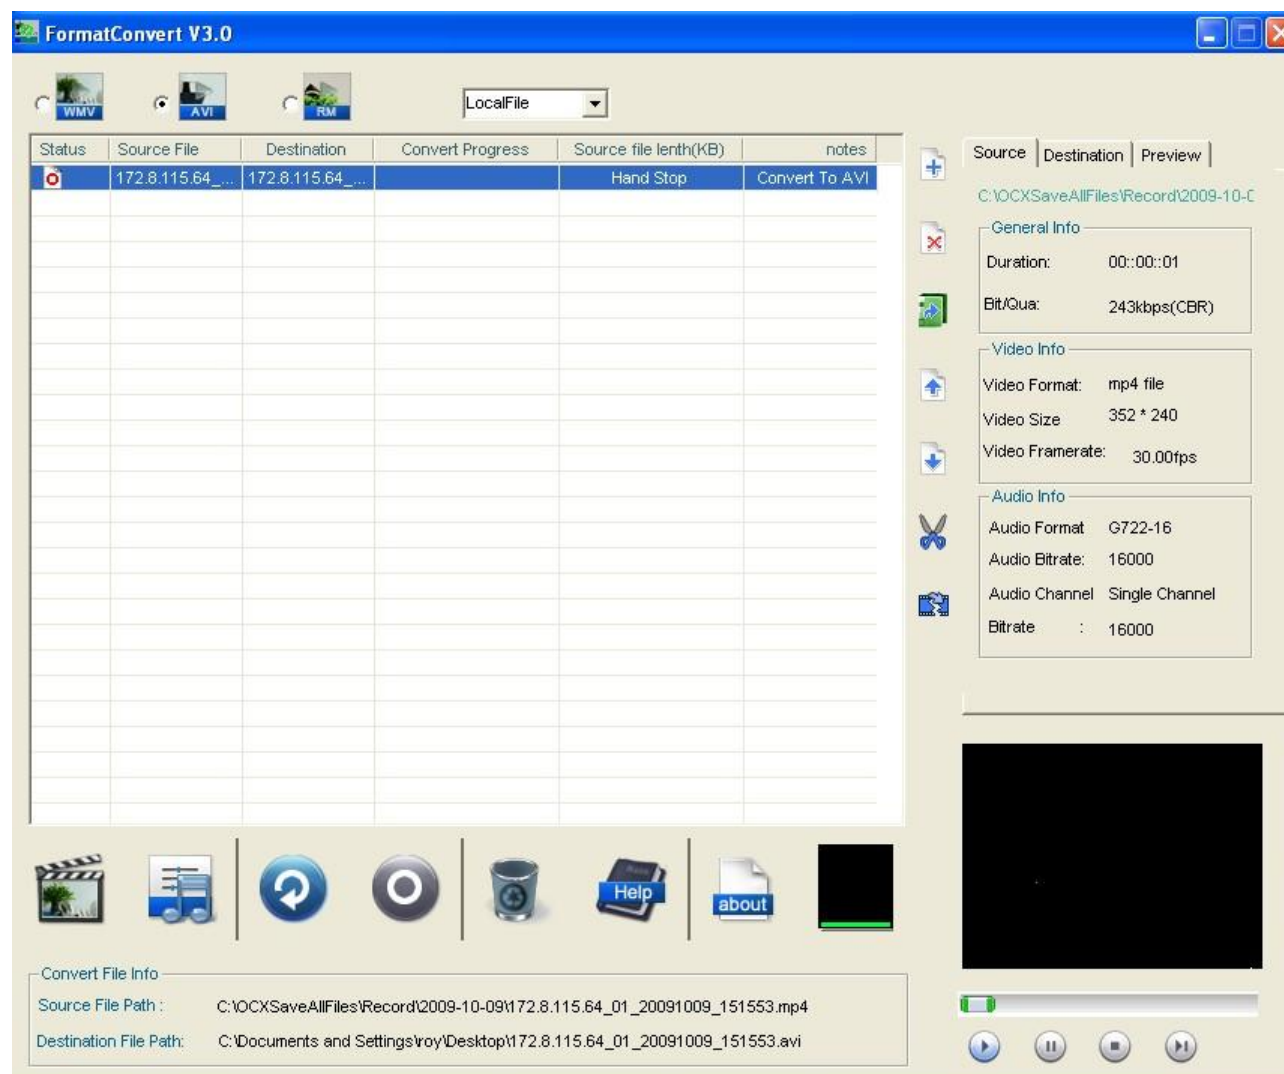 FormatConvert V3.0
WMV AVI RM LocalFile
Status Source File Destination Convert Progress Source file lenth(KB) notes
172.8.115.64_... 172.8.115.64_... Hand Stop Convert To AVI
Source Destination Preview
C:\OCXSaveAllFiles\Record\2009-10-0
General Info
Duration: 00::00::01
Bit/Qua: 243kbps(CBR)
Video Info
Video Format: mp4 file
Video Size 352 * 240
Video Framerate: 30.00fps
Audio Info
Audio Format G722-16
Audio Bitrate: 16000
Audio Channel Single Channel
Bitrate : 16000
Help about
Convert File Info
Source File Path : C:\OCXSaveAllFiles\Record\2009-10-09\172.8.115.64_01_20091009_151553.mp4
Destination File Path: C:\Documents and Settings\roy\Desktop\172.8.115.64_01_20091009_151553.avi